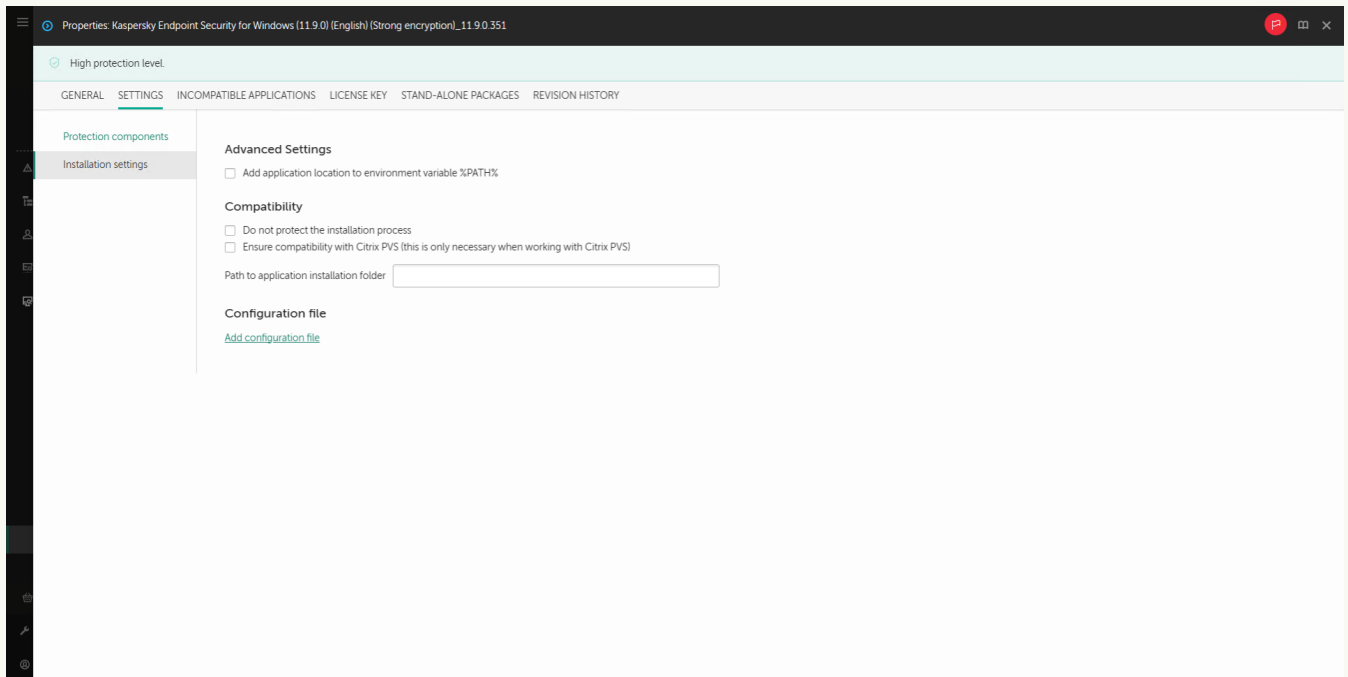 Properties: Kaspersky Endpoint Security for Windows (11.9.0) (English) (Strong encryption)_11.9.0.351
High protection level.
GENERAL SETTINGS INCOMPATIBLE APPLICATIONS LICENSE KEY STAND-ALONE PACKAGES REVISION HISTORY
Protection components
Installation settings
Advanced Settings
Add application location to environment variable %PATH%
Compatibility
Do not protect the installation process
Ensure compatibility with Citrix PVS (this is only necessary when working with Citrix PVS)
Path to application installation folder
Configuration file
Add configuration file